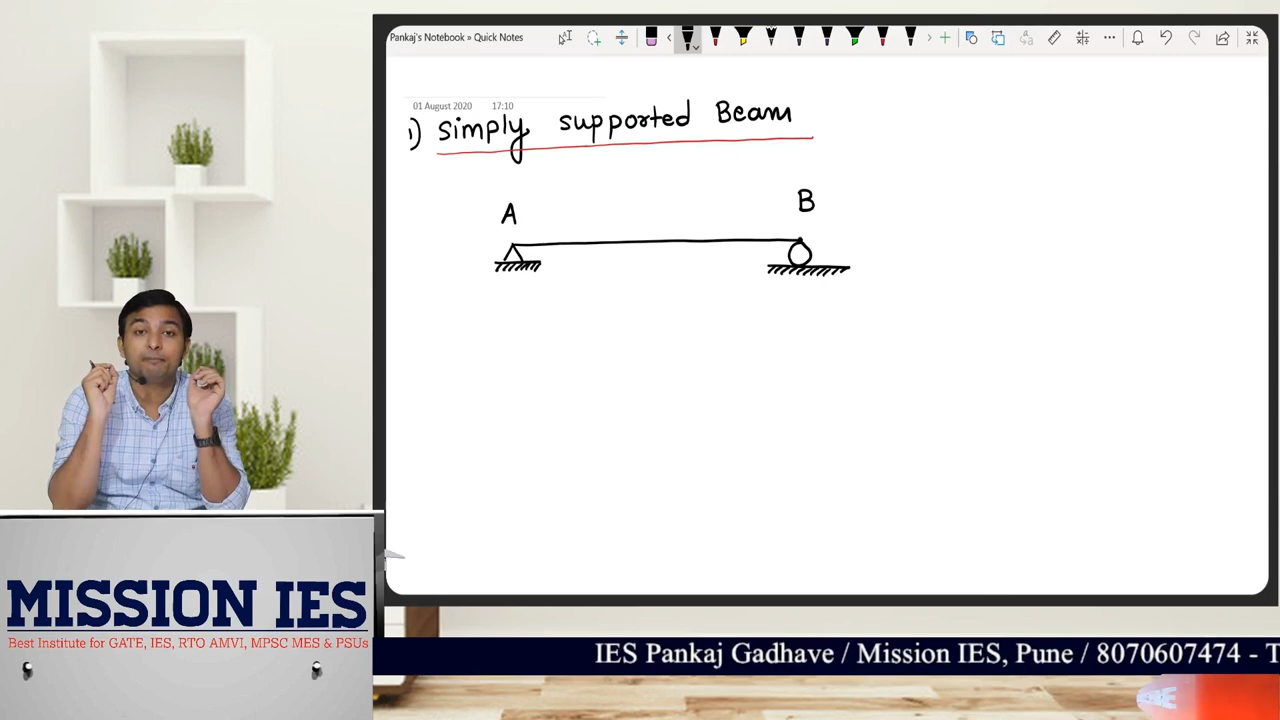 Pankaj's Notebook » Quick Notes
01 August 2020 17:10
1) simply supported Beam
A
B
MISSION IES
Best Institute for GATE, IES, RTO AMVI, MPSC MES & PSUs
IES Pankaj Gadhave / Mission IES, Pune / 8070607474 - T